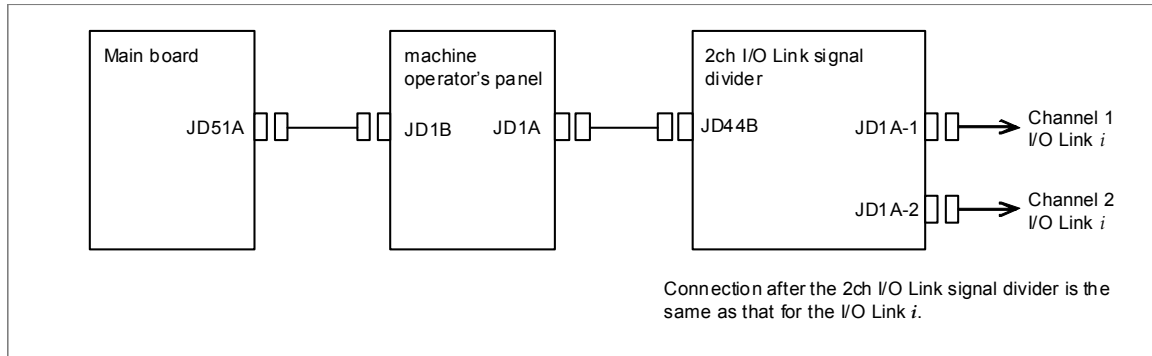 Main board
machine
operator's panel
2ch I/O Link signal
divider
JD51A
JD1B
JD1A
JD44B
JD1A-1
Channel 1
I/O Link i
JD1A-2
Channel 2
I/O Link i
Connection after the 2ch I/O Link signal divider is the
same as that for the I/O Link i.